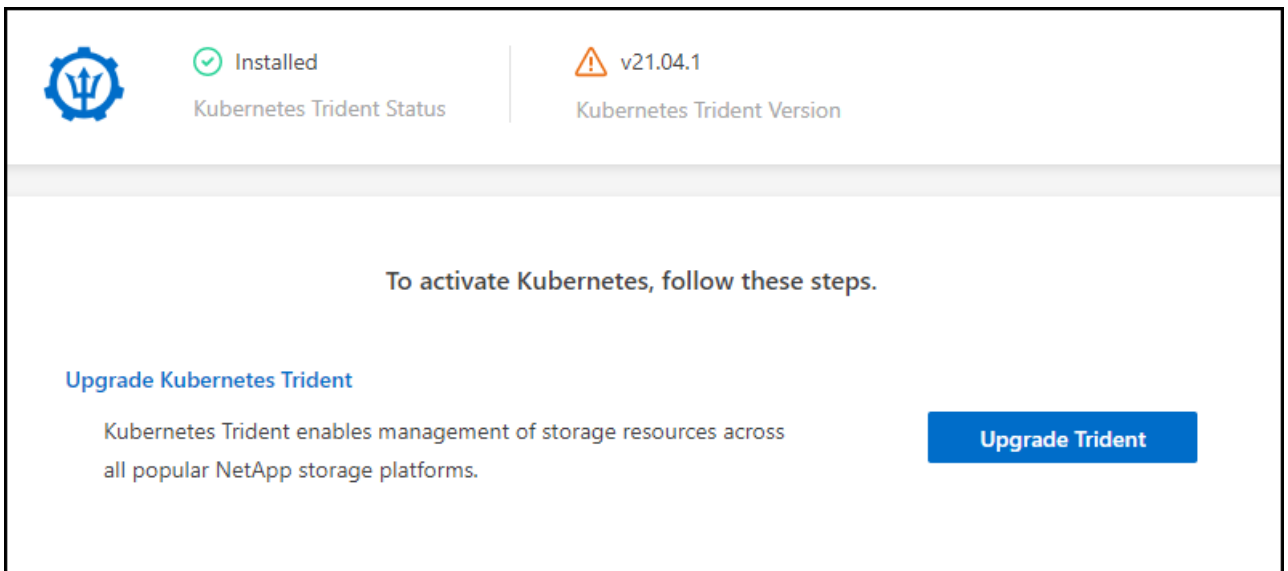 Installed
Kubernetes Trident Status
v21.04.1
Kubernetes Trident Version
To activate Kubernetes, follow these steps.
Upgrade Kubernetes Trident
Kubernetes Trident enables management of storage resources across
all popular NetApp storage platforms.
Upgrade Trident